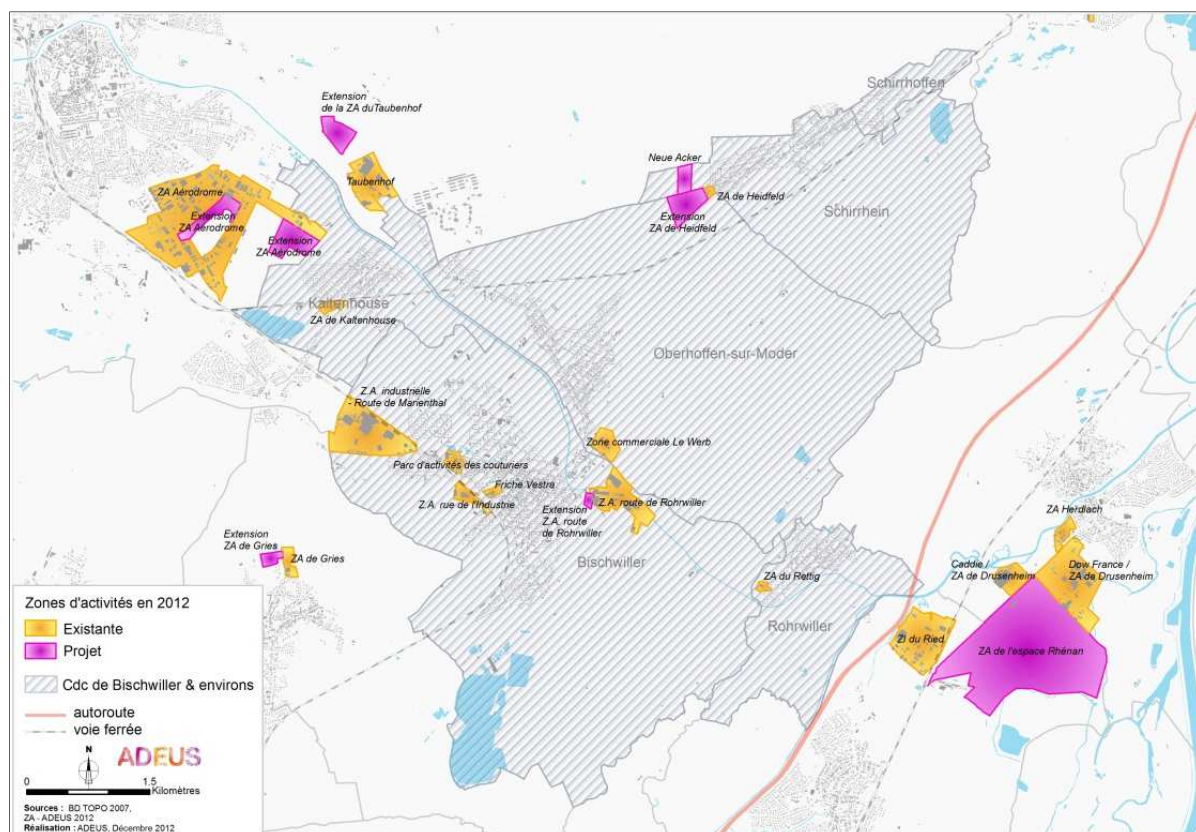 Schirrhoffen
Extension
de la ZA duTaubenhof
Neue Acker
Taubenhof
ZA Aérodrome
ZA de Heidfeld
Schirrhein
Extension
ZA Aérodrome
Extension
ZA de Heidfeld
Extension
ZA Aérodrome
Kaltenhouse
ZA de Kaltenhouse
Oberhoffen-sur-Moder
Z.A. industrielle
- Route de Marienthal
Zone commerciale Le Werb
Parc d'activités des couturiers
Friche Vestra
Z.A. rue de l'Industrie
Z.A. route de Rohrwiller
Extension
Z.A. route
de Rohrwiller
ZA Herdlach
Extension
ZA de Gries
ZA de Gries
Bischwiller
Caddie /
ZA de Drusenheim
Dow France /
ZA de Drusenheim
ZA du Rettig
Rohrwiller
ZI du Ried
ZA de l'espace Rhénan
Zones d'activités en 2012
Existante
Projet
Cdc de Bischwiller & environs
autoroute
voie ferrée
N
ADEUS
0 1.5
Kilomètres
Sources : BD TOPO 2007,
ZA - ADEUS 2012
Réalisation : ADEUS, Décembre 2012